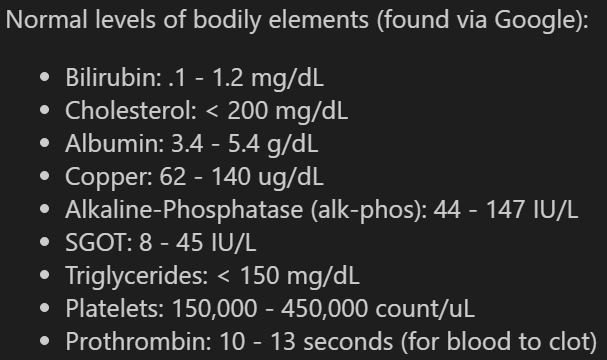 Normal levels of bodily elements (found via Google):
• Bilirubin: .1 - 1.2 mg/dL
• Cholesterol: < 200 mg/dL
• Albumin: 3.4 - 5.4 g/dL
• Copper: 62 - 140 ug/dL
• Alkaline-Phosphatase (alk-phos): 44 - 147 IU/L
• SGOT: 8 - 45 IU/L
• Triglycerides: < 150 mg/dL
• Platelets: 150,000 - 450,000 count/uL
• Prothrombin: 10 - 13 seconds (for blood to clot)